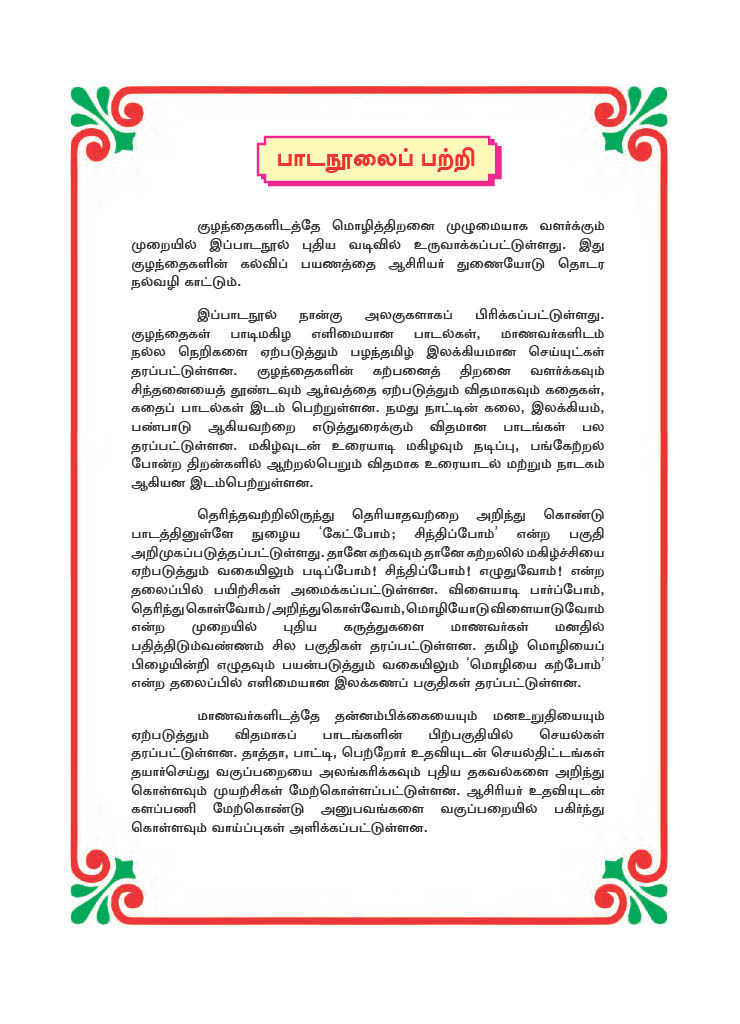 பாடநூலைப் பற்றி
குழந்தைகளிடத்தே மொழித்திறனை முழுமையாக வளர்க்கும்
முறையில் இப்பாடநூல் புதிய வடிவில் உருவாக்கப்பட்டுள்ளது. இது
குழந்தைகளின் கல்விப் பயணத்தை ஆசிரியர் துணையோடு தொடர
நல்வழி காட்டும்.
இப்பாடநூல் நான்கு அலகுகளாகப் பிரிக்கப்பட்டுள்ளது.
குழந்தைகள் பாடிமகிழ எளிமையான பாடல்கள், மாணவர்களிடம்
நல்ல நெறிகளை ஏற்படுத்தும் பழந்தமிழ் இலக்கியமான செய்யுட்கள்
தரப்பட்டுள்ளன. குழந்தைகளின் கற்பனைத் திறனை வளர்க்கவும்
சிந்தனையைத் தூண்டவும் ஆர்வத்தை ஏற்படுத்தும் விதமாகவும் கதைகள்,
கதைப் பாடல்கள் இடம் பெற்றுள்ளன. நமது நாட்டின் கலை, இலக்கியம்,
பண்பாடு ஆகியவற்றை எடுத்துரைக்கும் விதமான பாடங்கள் பல
தரப்பட்டுள்ளன. மகிழ்வுடன் உரையாடி மகிழவும் நடிப்பு, பங்கேற்றல்
போன்ற திறன்களில் ஆற்றல்பெறும் விதமாக உரையாடல் மற்றும் நாடகம்
ஆகியன இடம்பெற்றுள்ளன.
தெரிந்தவற்றிலிருந்து தெரியாதவற்றை அறிந்து கொண்டு
பாடத்தினுள்ளே நுழைய ‘கேட்போம்; சிந்திப்போம்’ என்ற பகுதி
அறிமுகப்படுத்தப்பட்டுள்ளது. தானே கற்கவும் தானே கற்றலில் மகிழ்ச்சியை
ஏற்படுத்தும் வகையிலும் படிப்போம்! சிந்திப்போம்! எழுதுவோம்! என்ற
தலைப்பில் பயிற்சிகள் அமைக்கப்பட்டுள்ளன. விளையாடி பார்ப்போம்,
தெரிந்துகொள்வோம்/அறிந்துகொள்வோம், மொழியோடு விளையாடுவோம்
என்ற முறையில் புதிய கருத்துகளை மாணவர்கள் மனதில்
பதித்திடும்வண்ணம் சில பகுதிகள் தரப்பட்டுள்ளன. தமிழ் மொழியைப்
பிழையின்றி எழுதவும் பயன்படுத்தும் வகையிலும் ‘மொழியை கற்போம்’
என்ற தலைப்பில் எளிமையான இலக்கணப் பகுதிகள் தரப்பட்டுள்ளன.
மாணவர்களிடத்தே தன்னம்பிக்கையையும் மனஉறுதியையும்
ஏற்படுத்தும் விதமாகப் பாடங்களின் பிற்பகுதியில் செயல்கள்
தரப்பட்டுள்ளன. தாத்தா, பாட்டி, பெற்றோர் உதவியுடன் செயல்திட்டங்கள்
தயார்செய்து வகுப்பறையை அலங்கரிக்கவும் புதிய தகவல்களை அறிந்து
கொள்ளவும் முயற்சிகள் மேற்கொள்ளப்பட்டுள்ளன. ஆசிரியர் உதவியுடன்
களப்பணி மேற்கொண்டு அனுபவங்களை வகுப்பறையில் பகிர்ந்து
கொள்ளவும் வாய்ப்புகள் அளிக்கப்பட்டுள்ளன.